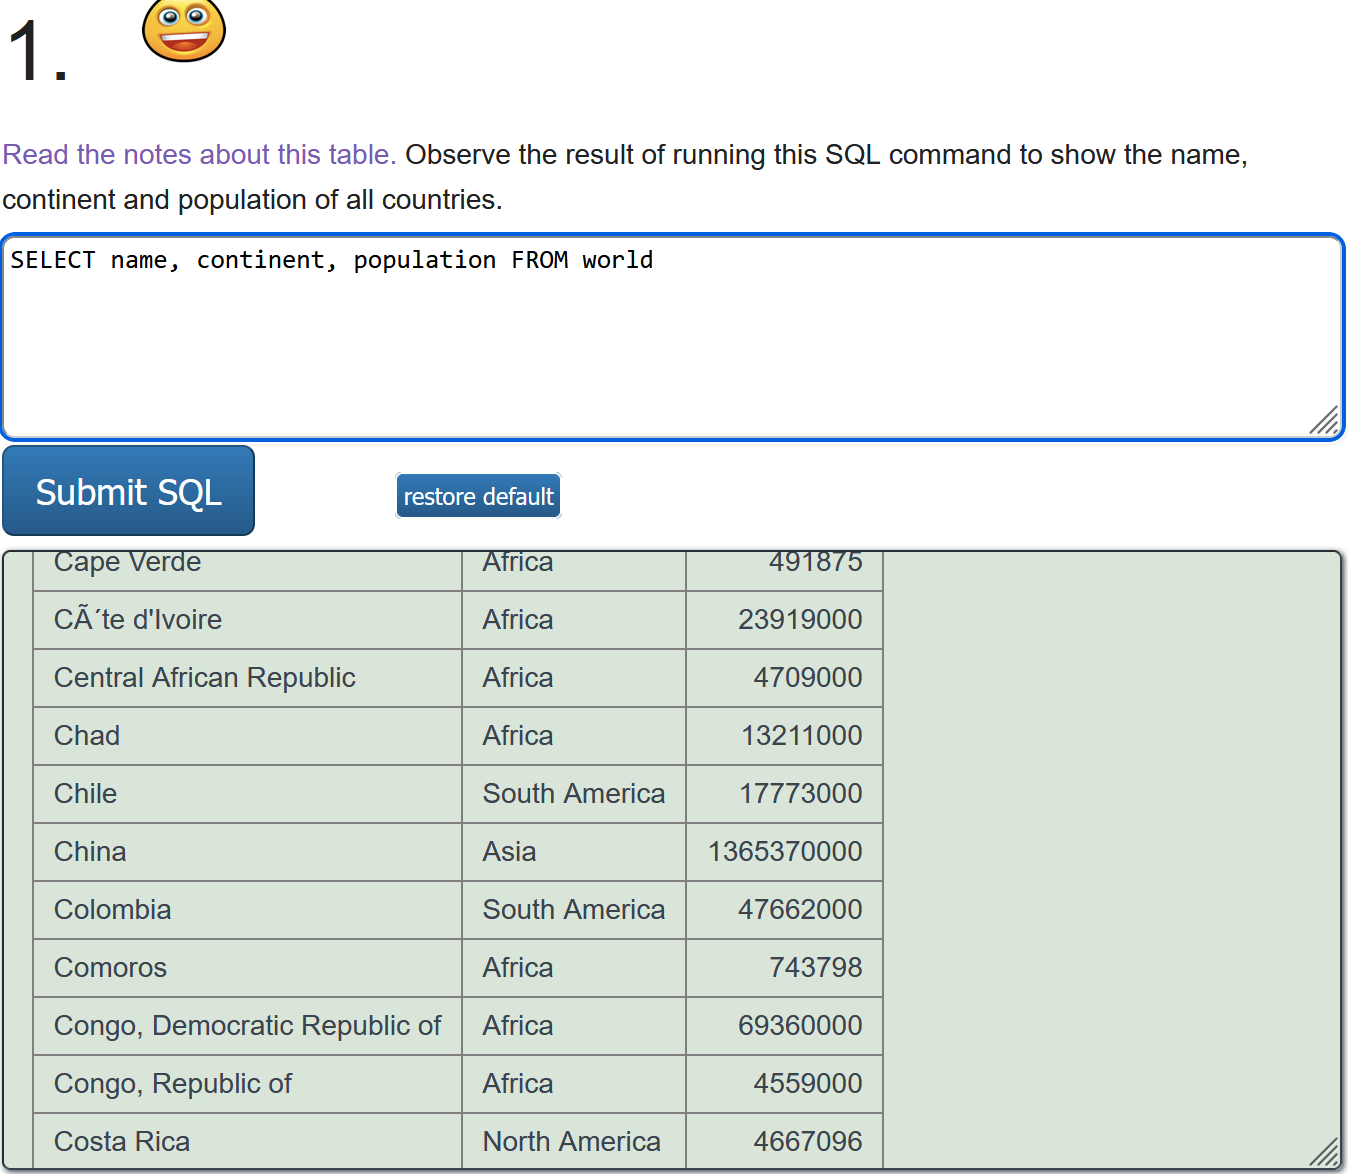 1.
Read the notes about this table. Observe the result of running this SQL command to show the name,
continent and population of all countries.
SELECT name, continent, population FROM world
Submit SQL restore default
Cape Verde Africa 491875
CÃ´te d'Ivoire Africa 23919000
Central African Republic Africa 4709000
Chad Africa 13211000
Chile South America 17773000
China Asia 1365370000
Colombia South America 47662000
Comoros Africa 743798
Congo, Democratic Republic of Africa 69360000
Congo, Republic of Africa 4559000
Costa Rica North America 4667096